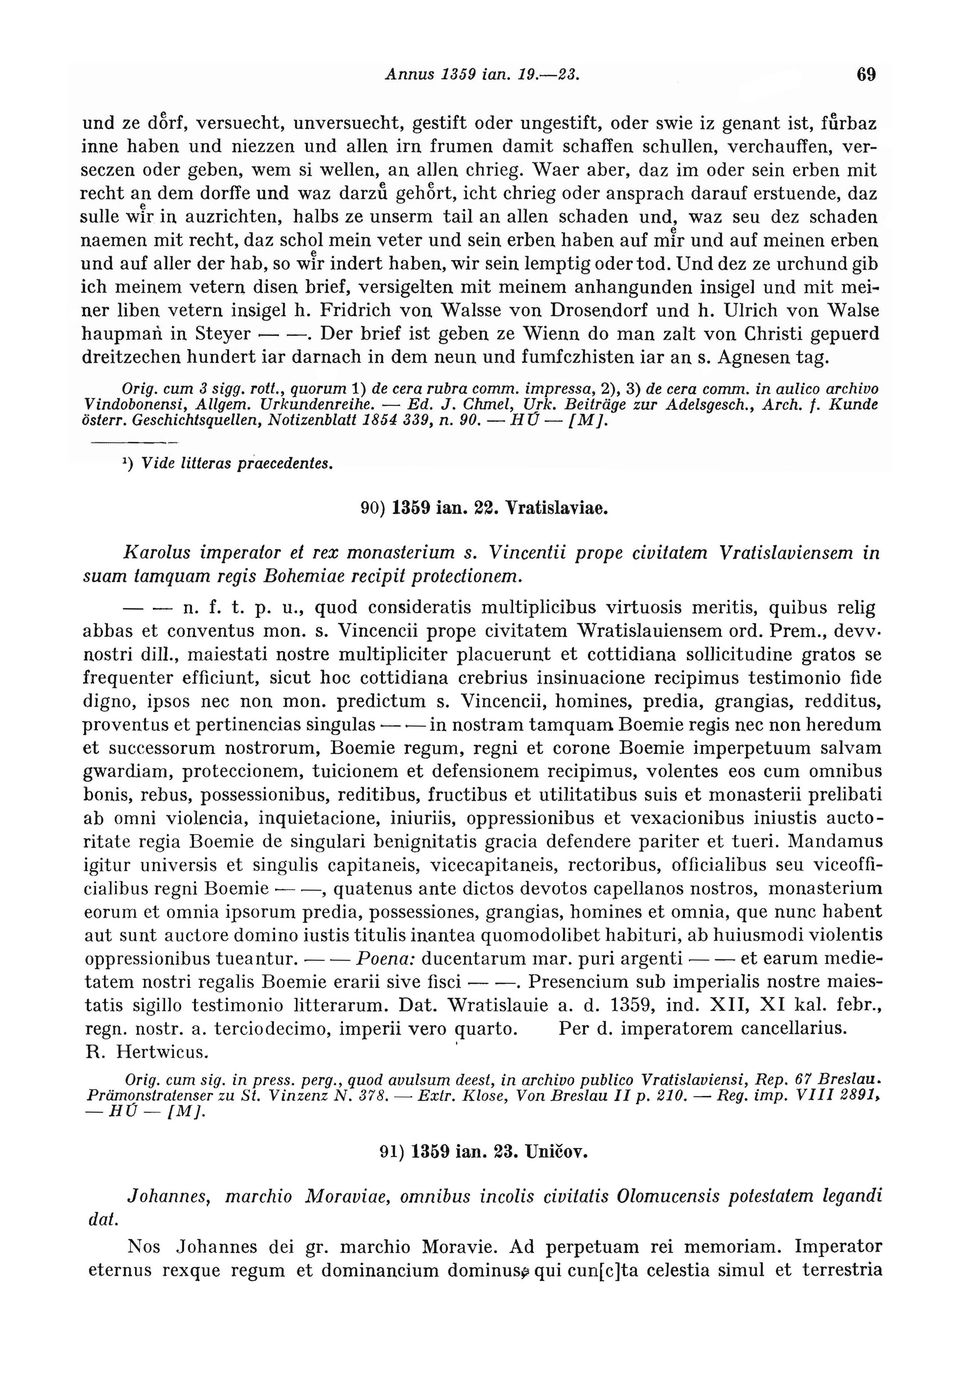 Annus 1359 ian. 19.—23. 69
und ze doͤrf, versuecht, unversuecht, gestift oder ungestift, oder swie iz genant ist, fuͤrbaz
inne haben und niezzen und allen irn frumen damit schaffen schullen, verchauffen, ver-
seczen oder geben, wem si wellen, an allen chrieg. Waer aber, daz im oder sein erben mit
recht an dem dorffe und waz darzuͤ gehoͤrt, icht chrieg oder ansprach darauf erstuende, daz
sulle wiͤr in auzrichten, halbs ze unserm tail an allen schaden und, waz seu dez schaden
naemen mit recht, daz schol mein veter und sein erben haben auf miͤr und auf meinen erben
und auf aller der hab, so wiͤr indert haben, wir sein lemptig oder tod. Und dez ze urchund gib
ich meinem vetern disen brief, versigelten mit meinem anhangunden insigel und mit mei-
ner liben vetern insigel h. Fridrich von Walsse von Drosendorf und h. Ulrich von Walse
haupman̄ in Steyer — —. Der brief ist geben ze Wienn do man zalt von Christi gepuerd
dreitzechen hundert iar darnach in dem neun und fumfczhisten iar an s. Agnesen tag.
Orig. cum 3 sigg. rott., quorum 1) de cera rubra comm. impressa, 2), 3) de cera comm. in aulico archivo
Vindobonensi, Allgem. Urkundenreihe. — Ed. J. Chmel, Urk. Beiträge zur Adelsgesch., Arch. f. Kunde
österr. Geschichtsquellen, Notizenblatt 1854 339, n. 90. — HÚ — [M].
¹) Vide litteras praecedentes.
90) 1359 ian. 22. Vratislaviae.
Karolus imperator et rex monasterium s. Vincentii prope civitatem Vratislaviensem in
suam tamquam regis Bohemiae recipit protectionem.
— — n. f. t. p. u., quod consideratis multiplicibus virtuosis meritis, quibus relig
abbas et conventus mon. s. Vincencii prope civitatem Wratislauiensem ord. Prem., devv.
nostri dill., maiestati nostre multipliciter placuerunt et cottidiana sollicitudine gratos se
frequenter efficiunt, sicut hoc cottidiana crebrius insinuacione recipimus testimonio fide
digno, ipsos nec non mon. predictum s. Vincencii, homines, predia, grangias, redditus,
proventus et pertinencias singulas — — in nostram tamquam Boemie regis nec non heredum
et successorum nostrorum, Boemie regum, regni et corone Boemie imperpetuum salvam
gwardiam, proteccionem, tuicionem et defensionem recipimus, volentes eos cum omnibus
bonis, rebus, possessionibus, reditibus, fructibus et utilitatibus suis et monasterii prelibati
ab omni violencia, inquietacione, iniuriis, oppressionibus et vexacionibus iniustis aucto-
ritate regia Boemie de singulari benignitatis gracia defendere pariter et tueri. Mandamus
igitur universis et singulis capitaneis, vicecapitaneis, rectoribus, officialibus seu viceoffi-
cialibus regni Boemie — —, quatenus ante dictos devotos capellanos nostros, monasterium
eorum et omnia ipsorum predia, possessiones, grangias, homines et omnia, que nunc habent
aut sunt auctore domino iustis titulis inantea quomodolibet habituri, ab huiusmodi violentis
oppressionibus tueantur. — — Poena: ducentarum mar. puri argenti — — et earum medie-
tatem nostri regalis Boemie erarii sive fisci — —. Presencium sub imperialis nostre maies-
tatis sigillo testimonio litterarum. Dat. Wratislauie a. d. 1359, ind. XII, XI kal. febr.,
regn. nostr. a. terciodecimo, imperii vero quarto. Per d. imperatorem cancellarius.
R. Hertwicus.
Orig. cum sig. in press. perg., quod avulsum deest, in archivo publico Vratislaviensi, Rep. 67 Breslau.
Prämonstratenser zu St. Vinzenz N. 378. — Extr. Klose, Von Breslau II p. 210. — Reg. imp. VIII 2891,
— HÚ — [M].
91) 1359 ian. 23. Uničov.
Johannes, marchio Moraviae, omnibus incolis civitatis Olomucensis potestatem legandi
dat.
Nos Johannes dei gr. marchio Moravie. Ad perpetuam rei memoriam. Imperator
eternus rexque regum et dominancium dominus, qui cun[c]ta celestia simul et terrestria